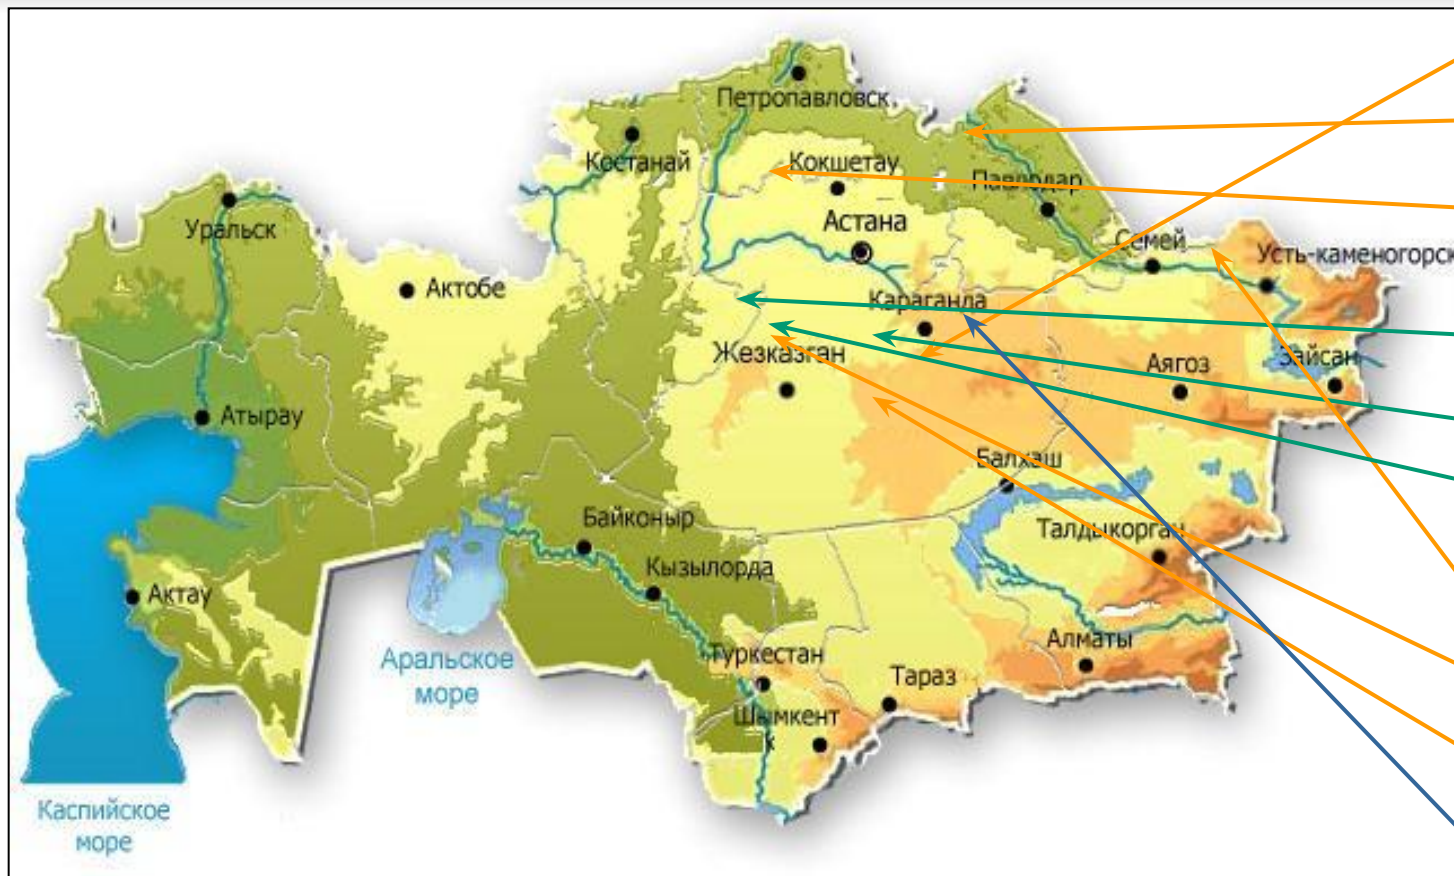 Петропавловск
Костанай
Кокшетау
Павлодар
Уральск
Астана
Семей
Усть-каменогорск
Актобе
Караганда
Жезказган
Аягоз
Зайсан
Атырау
Балхаш
Байконыр
Талдыкорган
Кызылорда
Актау
Аральское
море
Туркестан
Алматы
Тараз
Шымкент
к
Каспийское
море